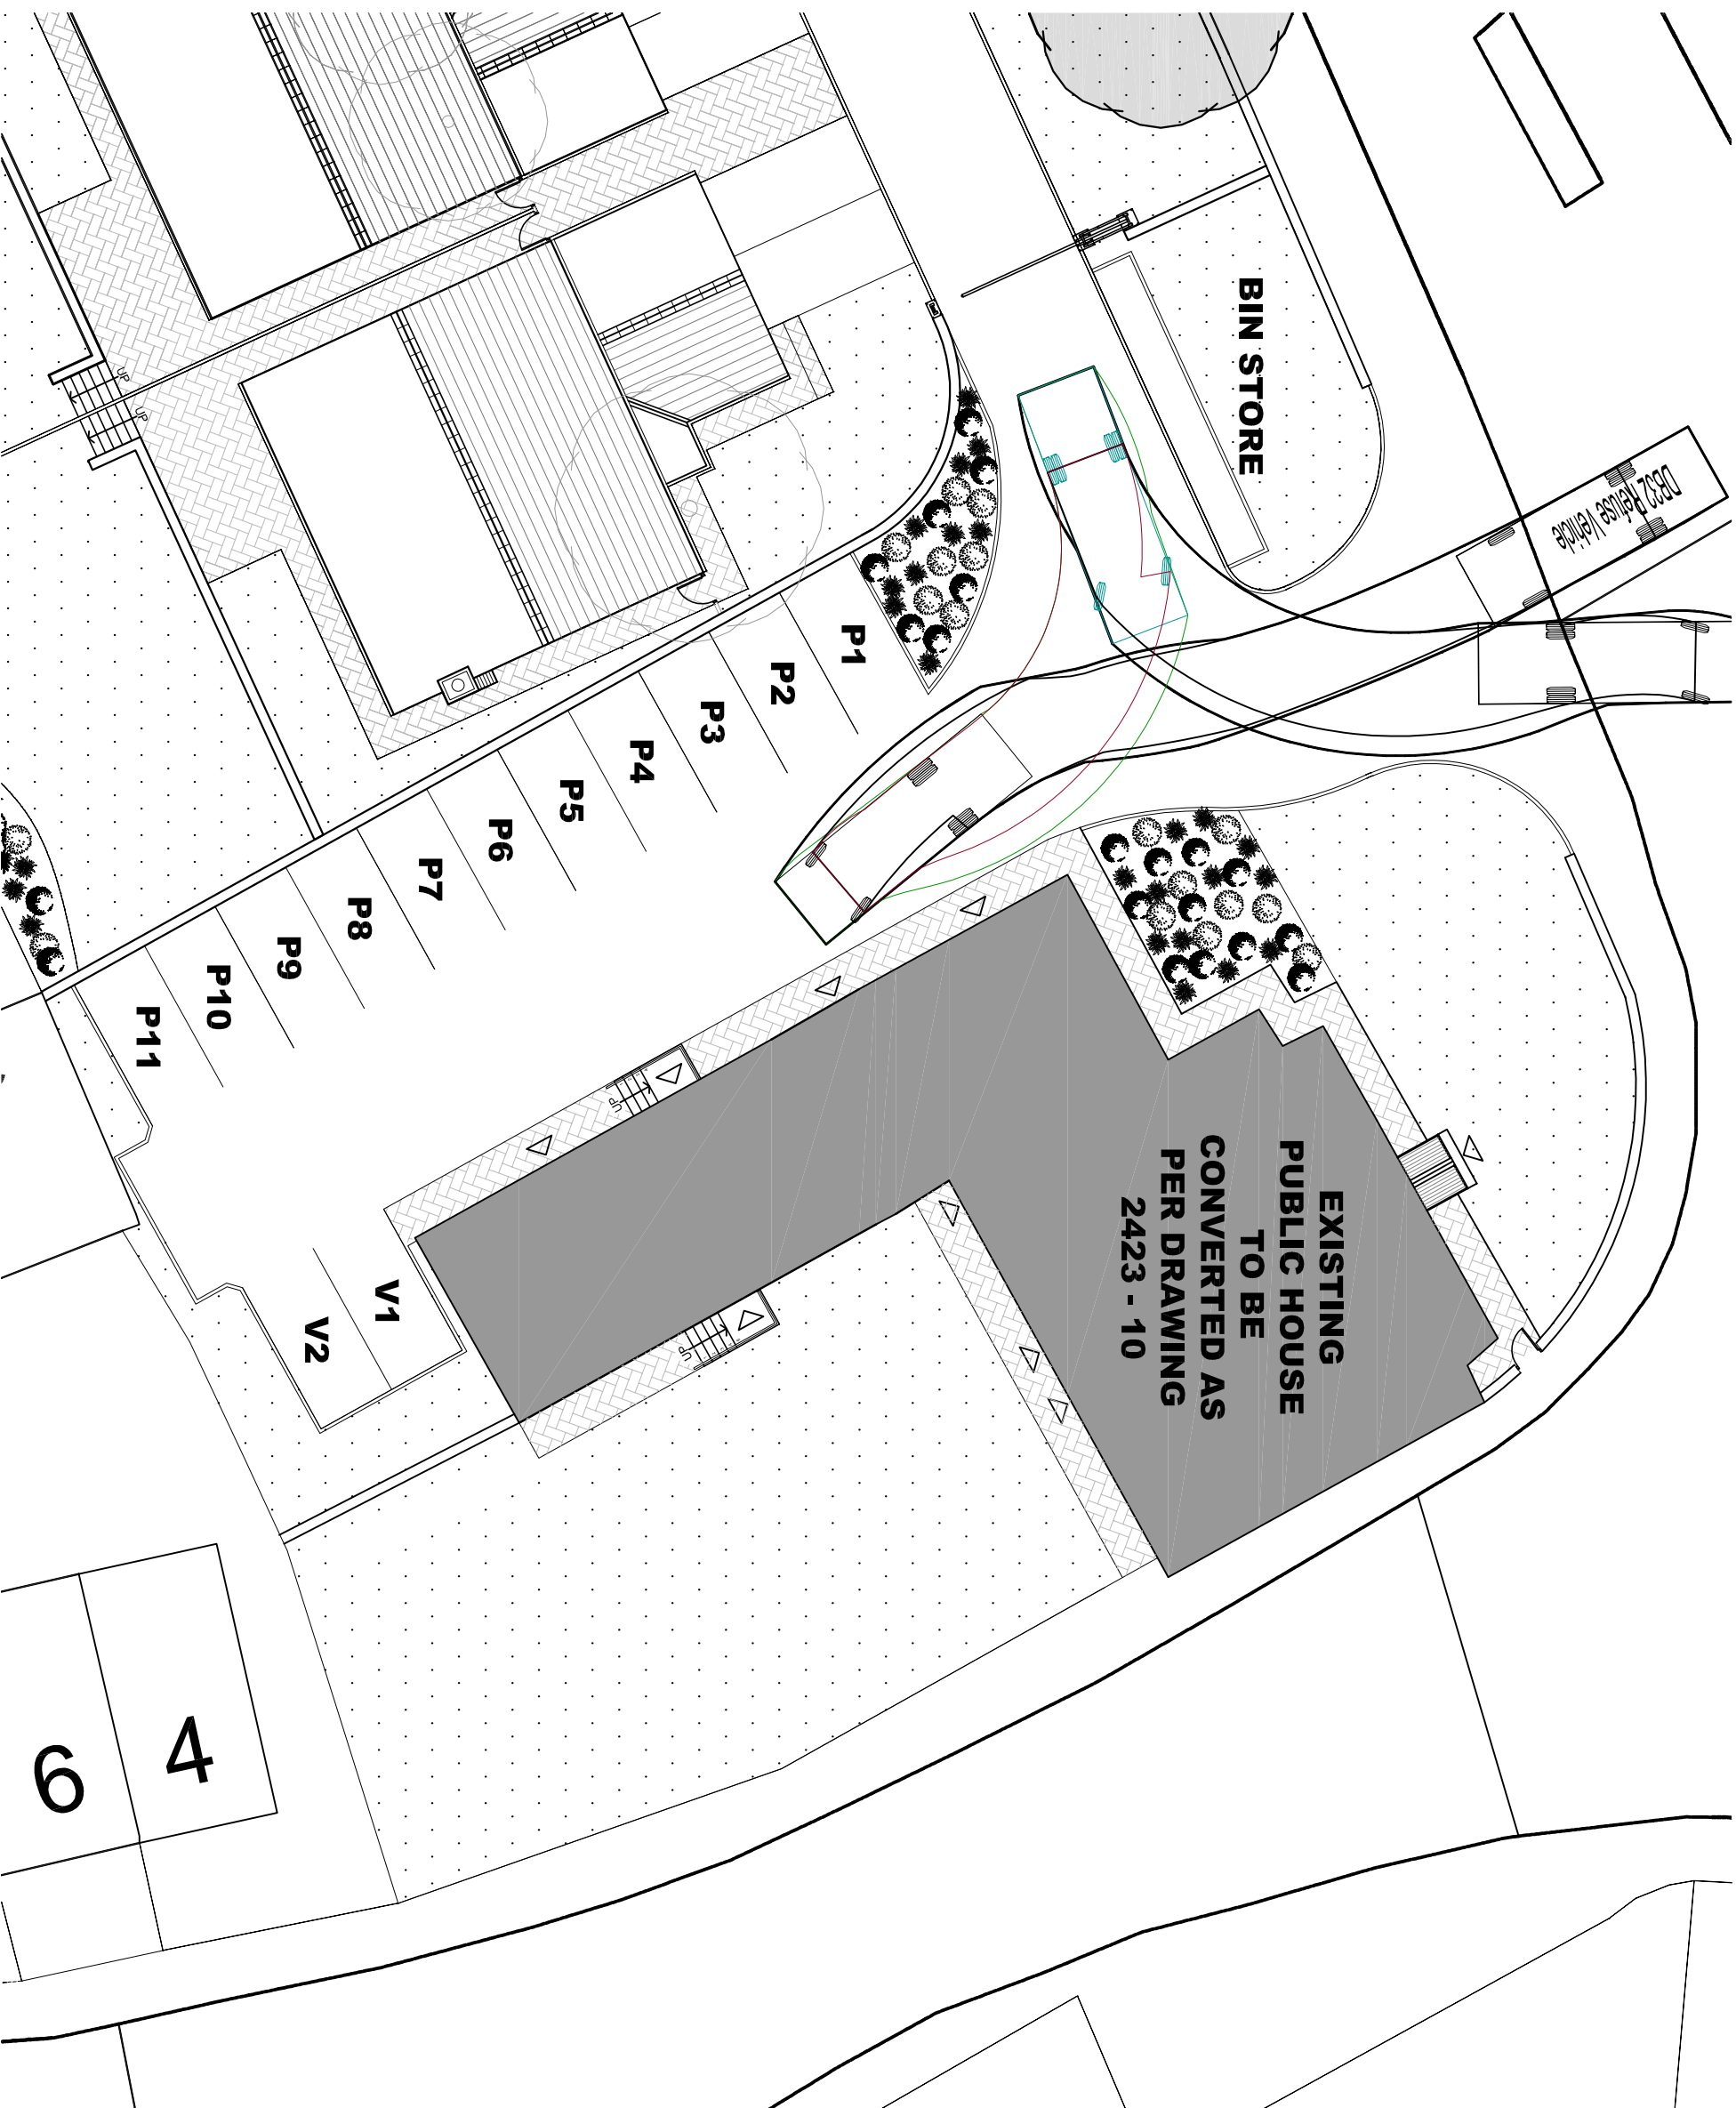 BIN STORE
DB32 Refuse Vehicle
UP
UP
P1
P2
P3
P4
P5
P6
P7
P8
P9
P10
P11
UP
UP
V1
V2
EXISTING
PUBLIC HOUSE
TO BE
CONVERTED AS
PER DRAWING
2423 - 10
4
6